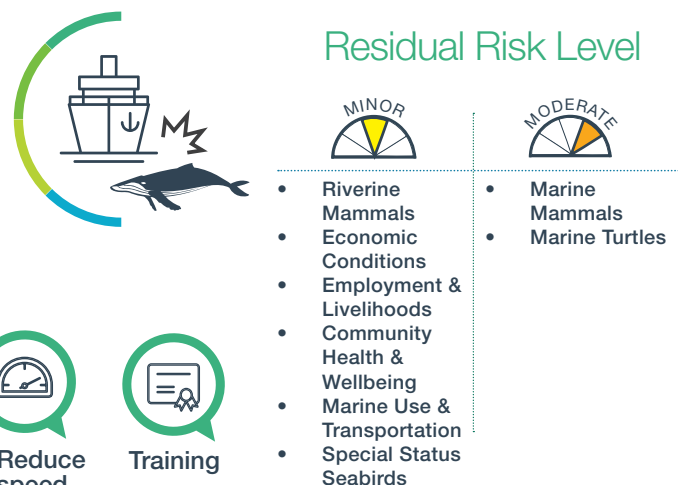 Residual Risk Level
MINOR
• Riverine
Mammals
• Economic
Conditions
• Employment &
Livelihoods
• Community
Health &
Wellbeing
• Marine Use &
Transportation
• Special Status
Seabirds
MODERATE
• Marine
Mammals
• Marine Turtles
Reduce
speed
Training